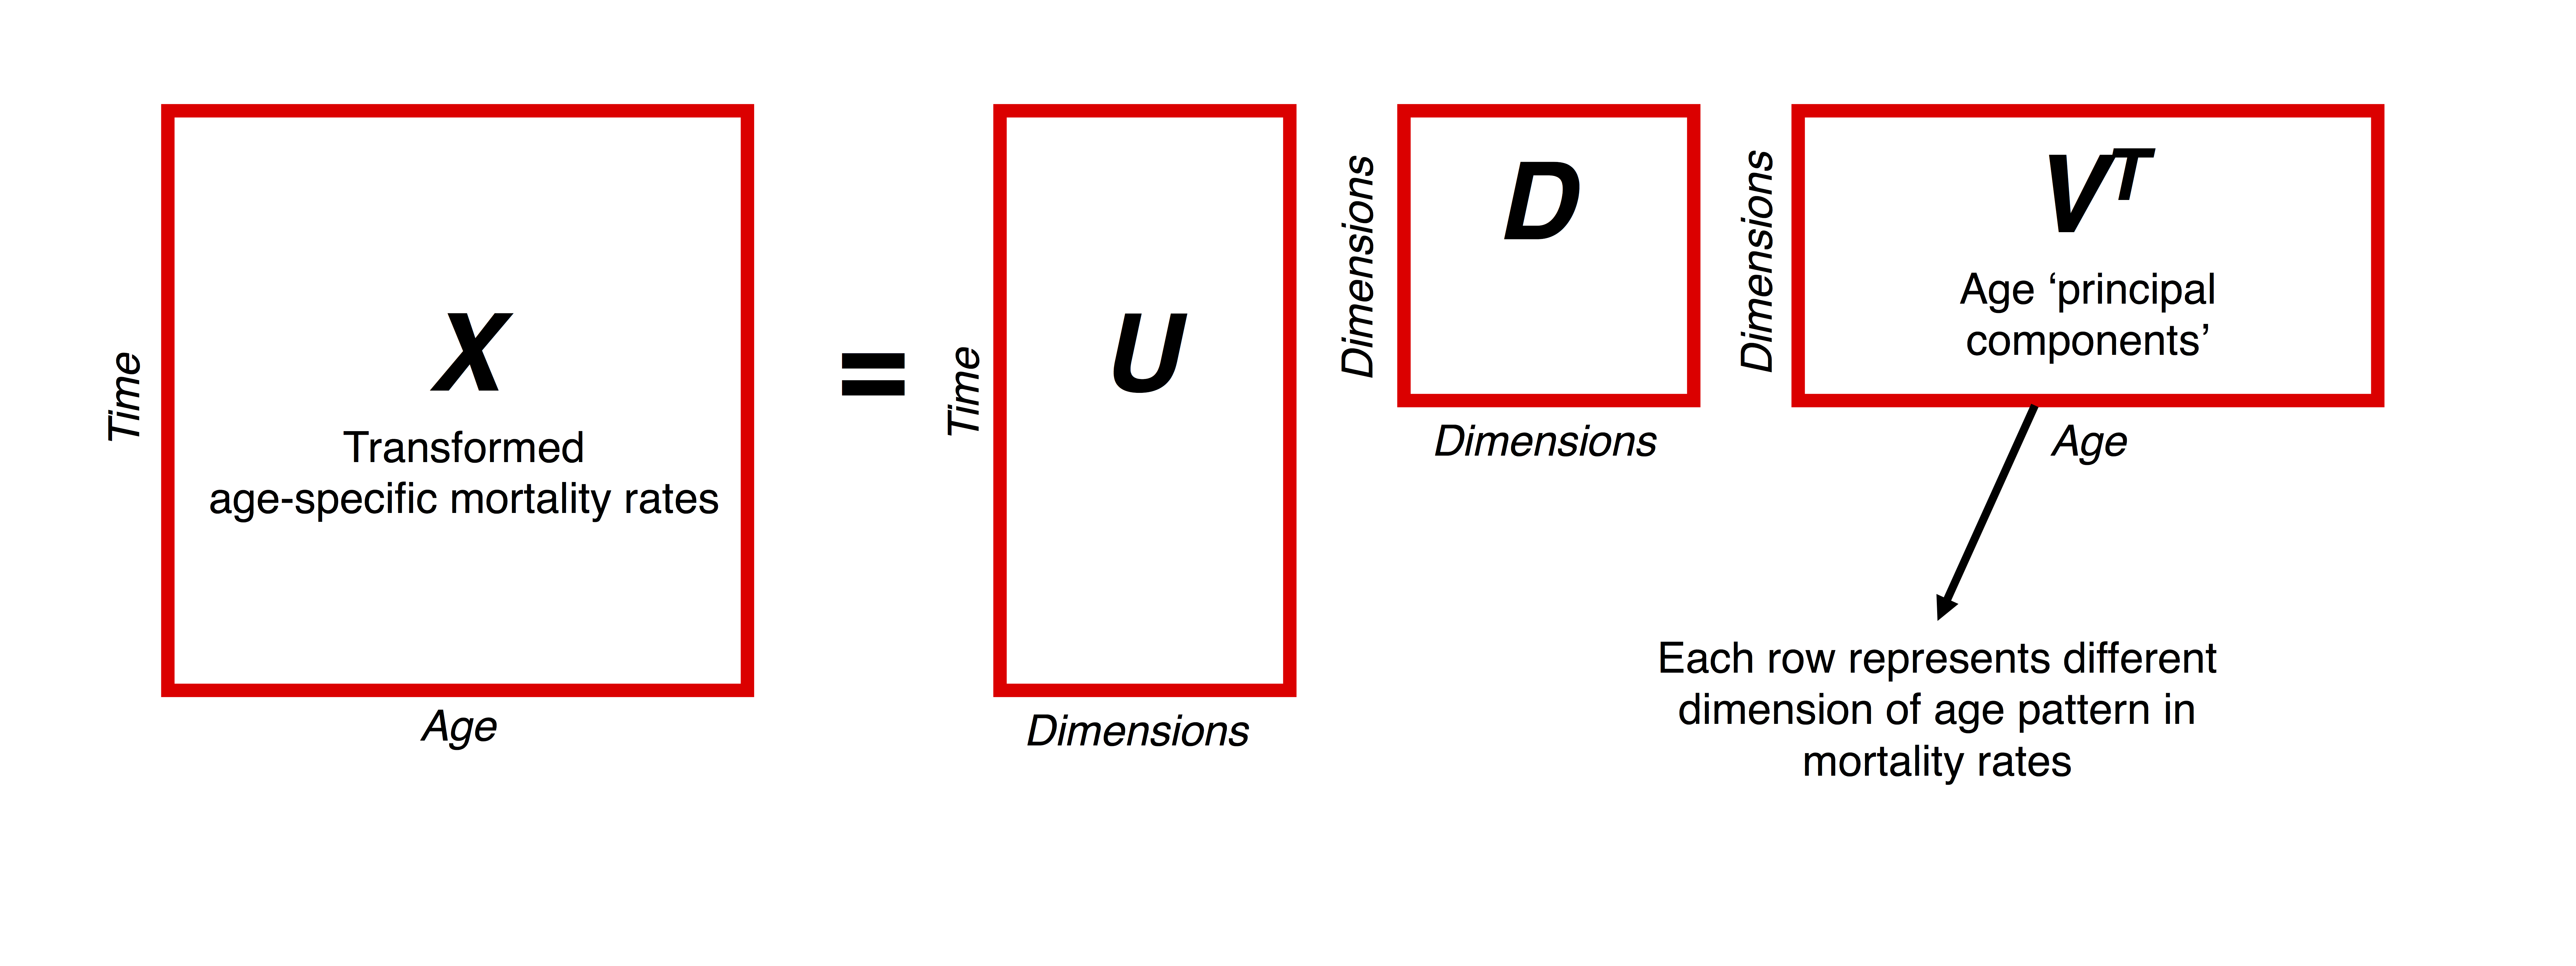 Time
X
Transformed
age-specific mortality rates
Age
=
Time
U
Dimensions
Dimensions
D
Dimensions
Dimensions
V^T
Age ‘principal
components’
Age
Each row represents different
dimension of age pattern in
mortality rates